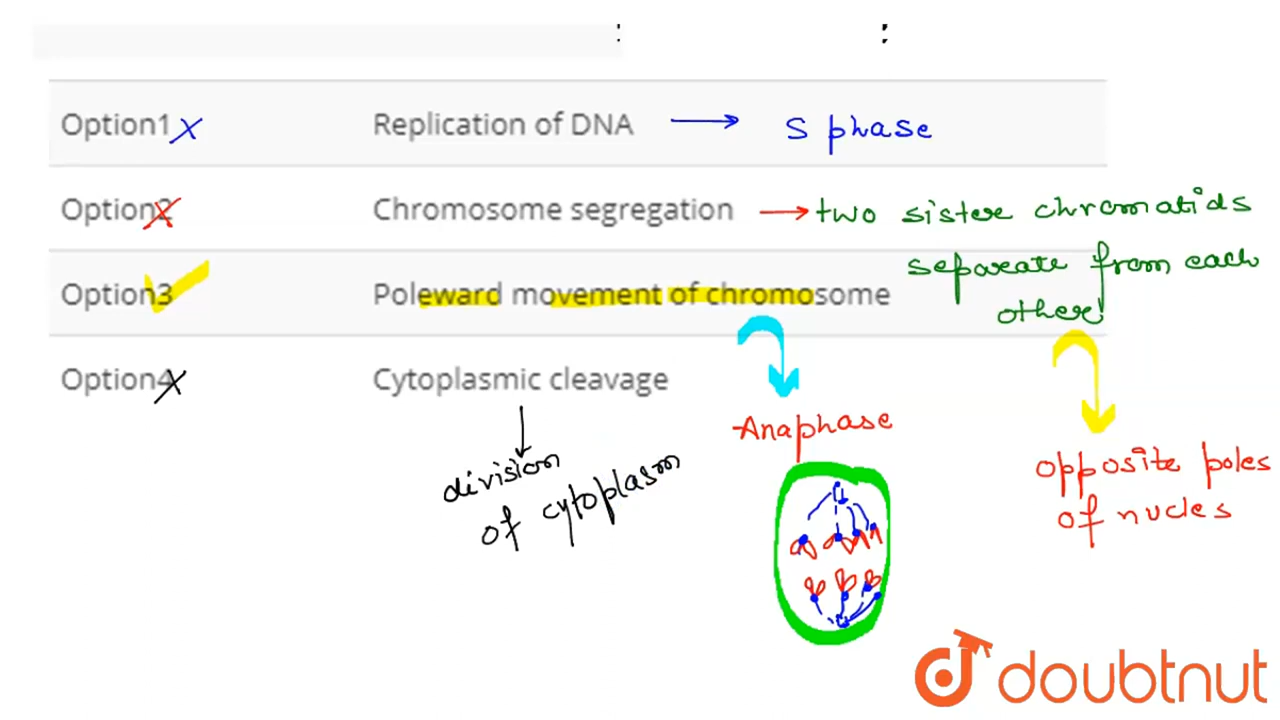 Option1 X Replication of DNA → S phase
Option2 X Chromosome segregation → two sister chromatids
separate from each
other
Option3 Poleward movement of chromosome
Option4 X Cytoplasmic cleavage
division
of cytoplasm
Anaphase
opposite poles
of nucles
doubtnut